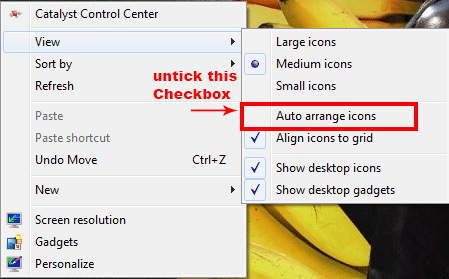 Catalyst Control Center
View
Sort by
Refresh
Paste
Paste shortcut
Undo Move Ctrl+Z
New
Screen resolution
Gadgets
Personalize
untick this
Checkbox
Large icons
Medium icons
Small icons
Auto arrange icons
Align icons to grid
Show desktop icons
Show desktop gadgets